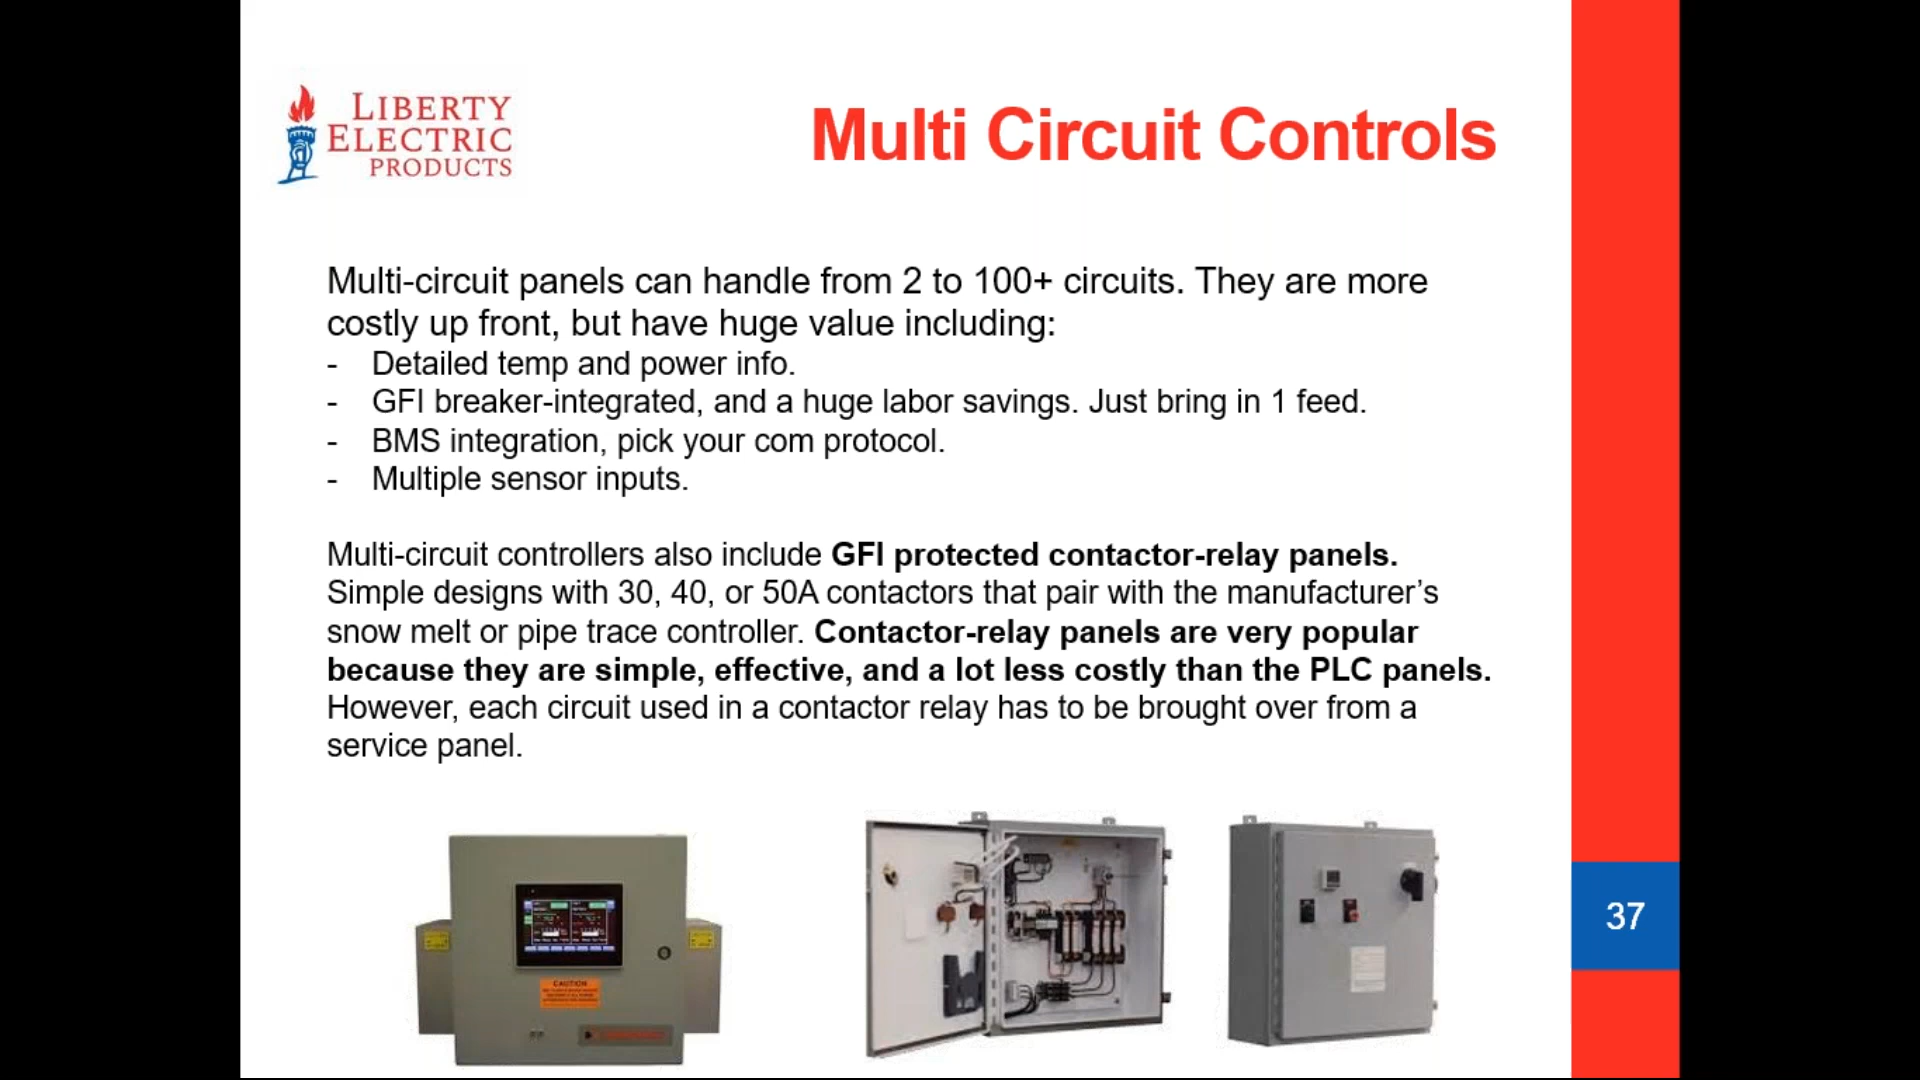 LIBERTY
ELECTRIC
PRODUCTS
Multi Circuit Controls
Multi-circuit panels can handle from 2 to 100+ circuits. They are more
costly up front, but have huge value including:
- Detailed temp and power info.
- GFI breaker-integrated, and a huge labor savings. Just bring in 1 feed.
- BMS integration, pick your com protocol.
- Multiple sensor inputs.
Multi-circuit controllers also include GFI protected contactor-relay panels.
Simple designs with 30, 40, or 50A contactors that pair with the manufacturer’s
snow melt or pipe trace controller. Contactor-relay panels are very popular
because they are simple, effective, and a lot less costly than the PLC panels.
However, each circuit used in a contactor relay has to be brought over from a
service panel.
CAUTION
37